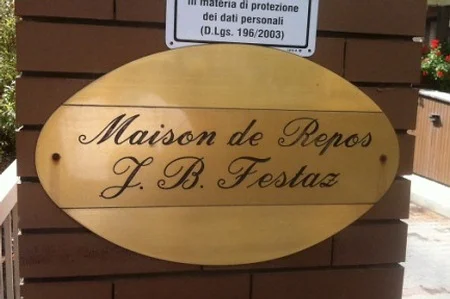 in materia di protezione
dei dati personali
(D.Lgs. 196/2003)
Maison de Repos
J. B. Festaz